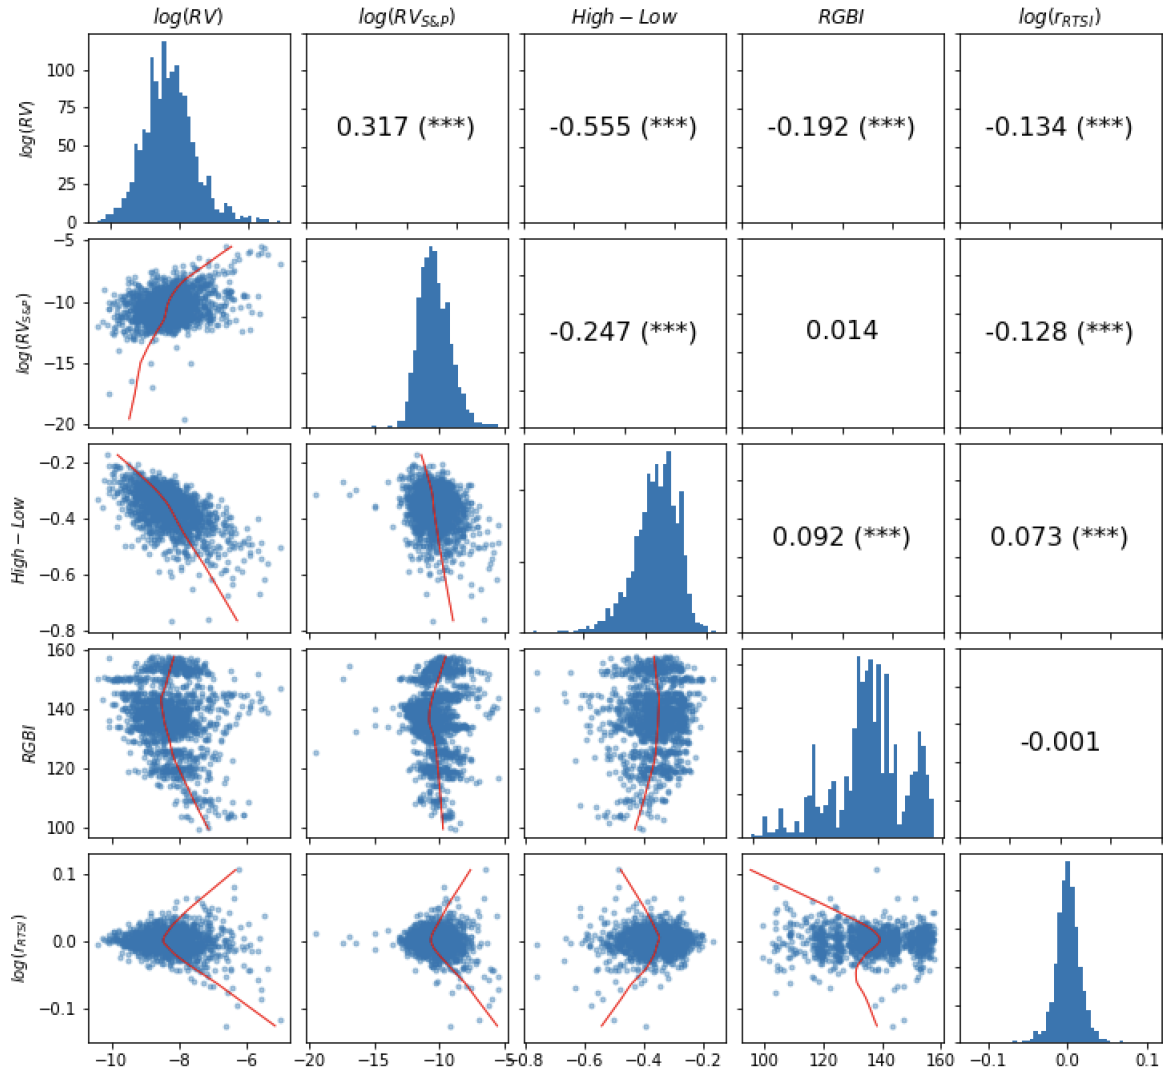 log(RV) log(RV_S&P) High − Low RGBI log(r_RTSI)
log(RV)
100
75
50
25
0
0.317 (***) -0.555 (***) -0.192 (***) -0.134 (***)
log(RV_S&P)
−5
−10
−15
−20
-0.247 (***) 0.014 -0.128 (***)
High − Low
−0.2
−0.4
−0.6
−0.8
0.092 (***) 0.073 (***)
RGBI
160
140
120
100
-0.001
log(r_RTSI)
0.1
0.0
−0.1
−10 −8 −6 −20 −15 −10 −5 −0.8 −0.6 −0.4 −0.2 100 120 140 160 −0.1 0.0 0.1